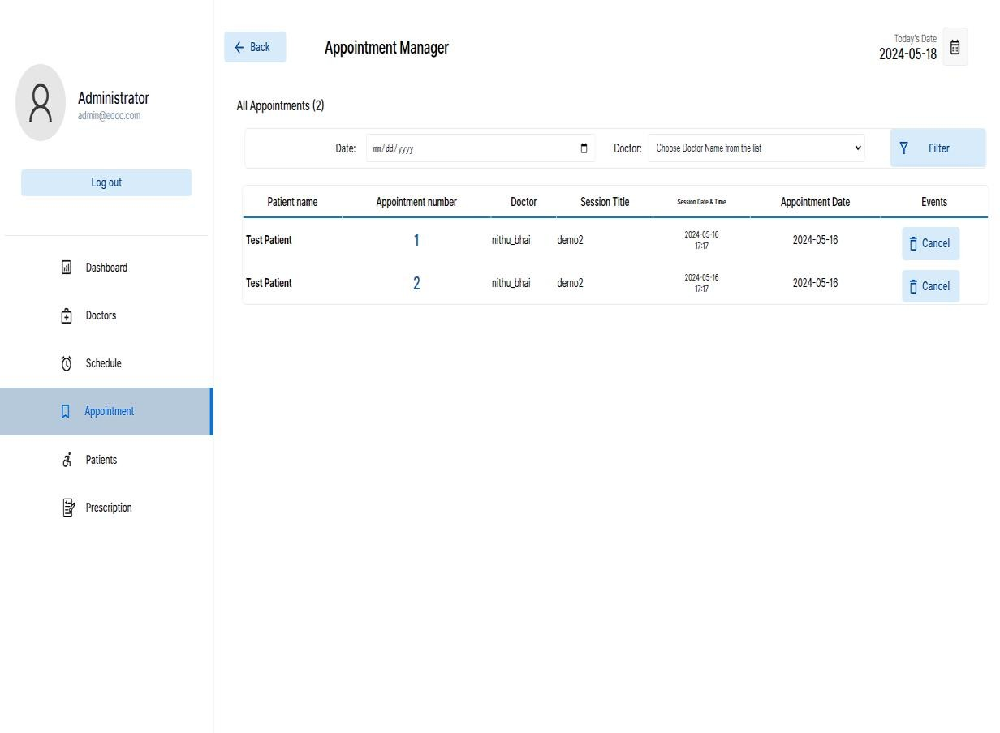 Back
Appointment Manager
Today's Date
2024-05-18
Administrator
admin@edoc.com
Log out
Dashboard
Doctors
Schedule
Appointment
Patients
Prescription
All Appointments (2)
Date: mm/dd/yyyy Doctor: Choose Doctor Name from the list Filter
Patient name Appointment number Doctor Session Title Session Date & Time Appointment Date Events
Test Patient 1 nithu_bhai demo2 2024-05-16 17:17 2024-05-16 Cancel
Test Patient 2 nithu_bhai demo2 2024-05-16 17:17 2024-05-16 Cancel